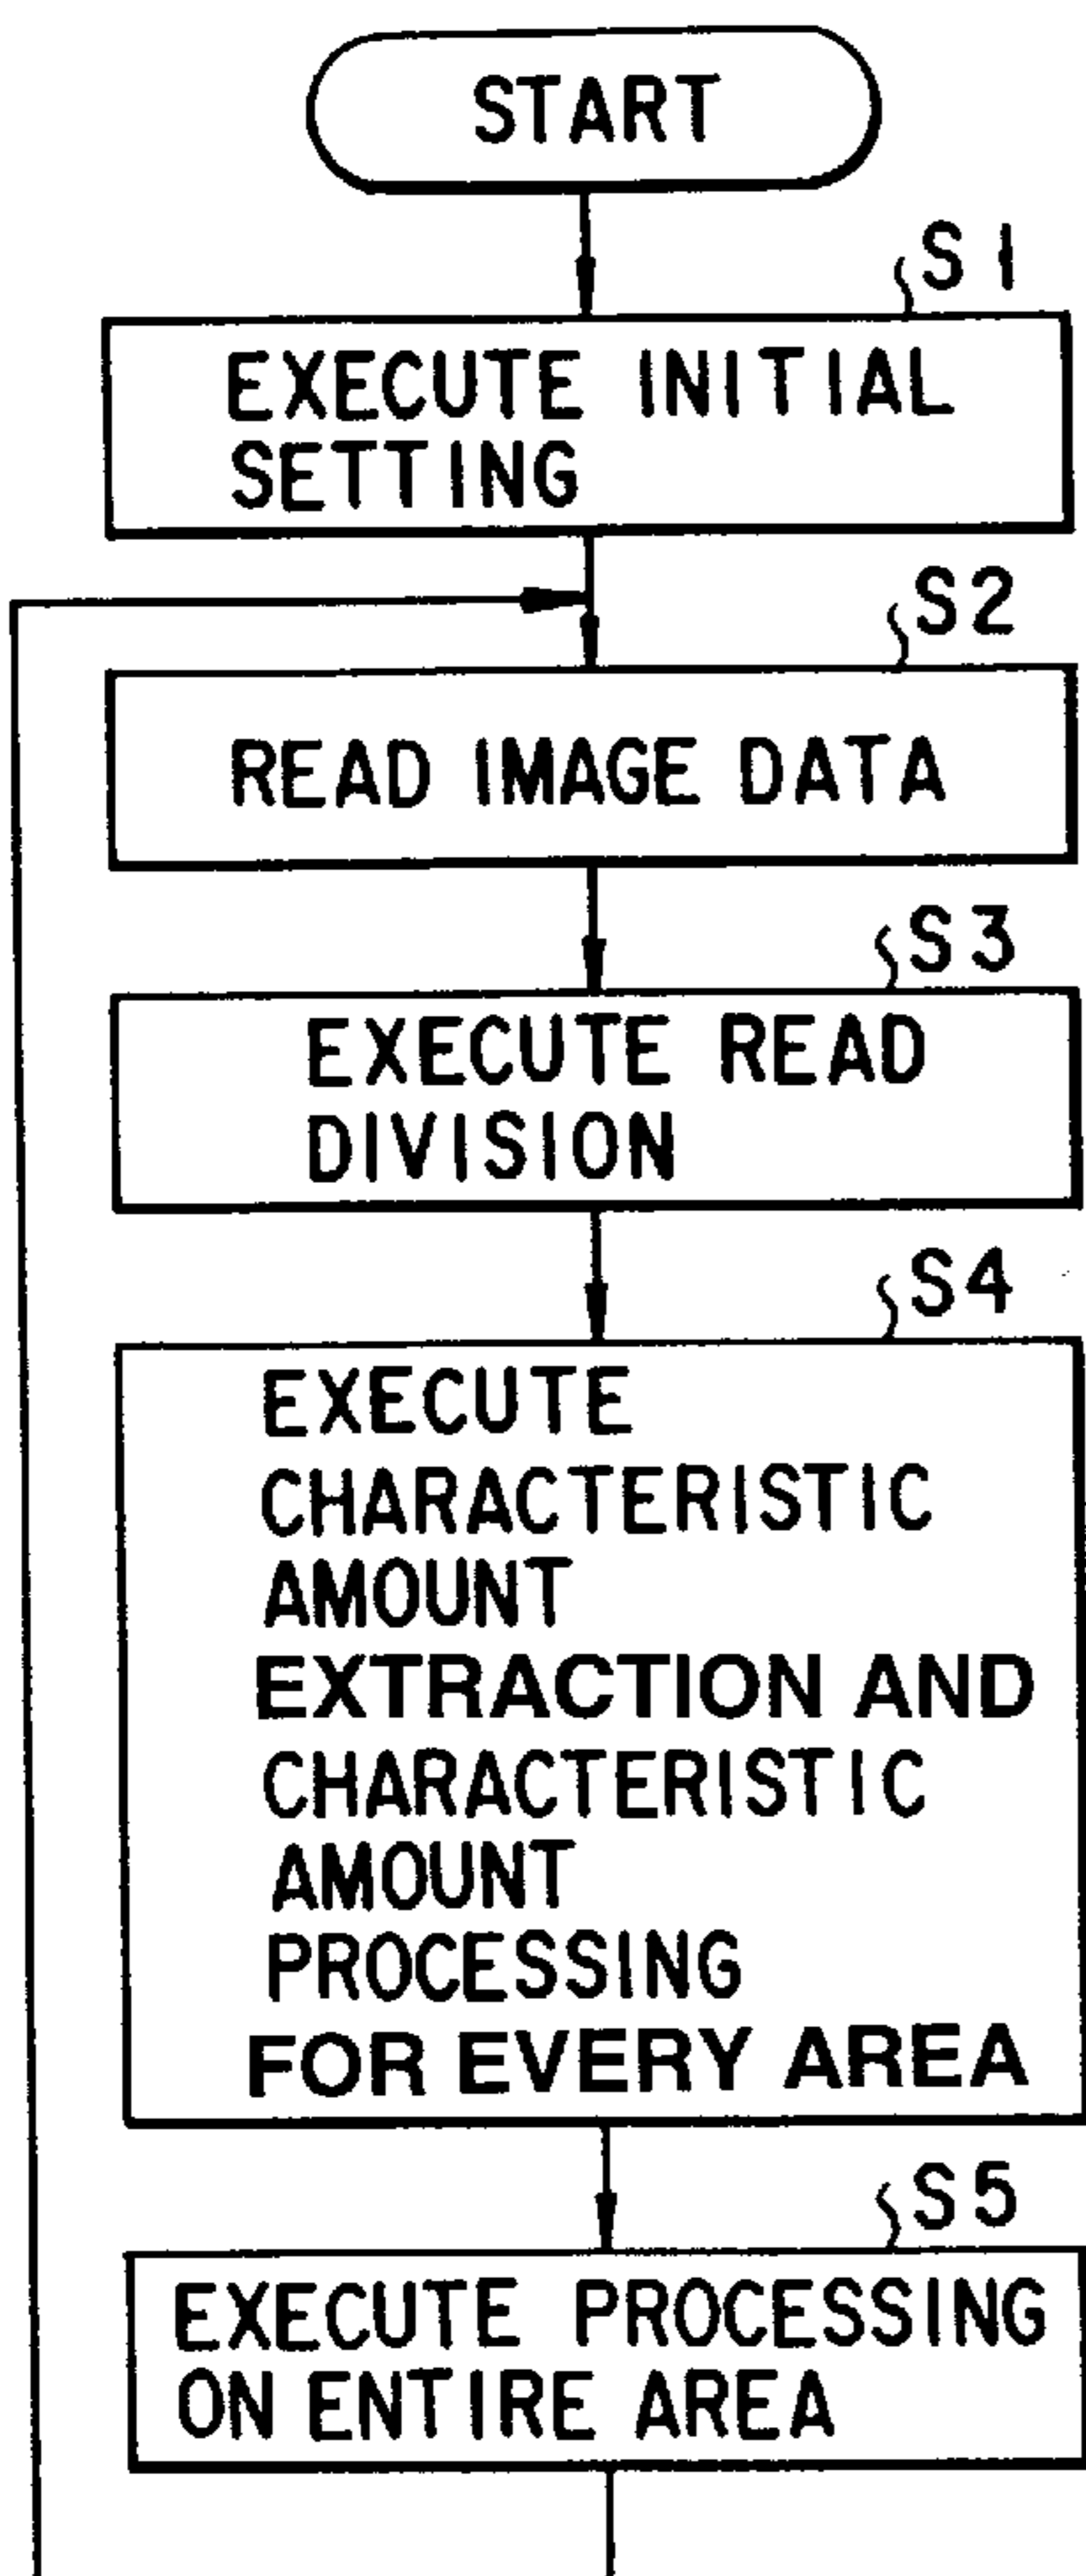 START
S1
EXECUTE INITIAL
SETTING
S2
READ IMAGE DATA
S3
EXECUTE READ
DIVISION
S4
EXECUTE
CHARACTERISTIC
AMOUNT
EXTRACTION AND
CHARACTERISTIC
AMOUNT
PROCESSING
FOR EVERY AREA
S5
EXECUTE PROCESSING
ON ENTIRE AREA